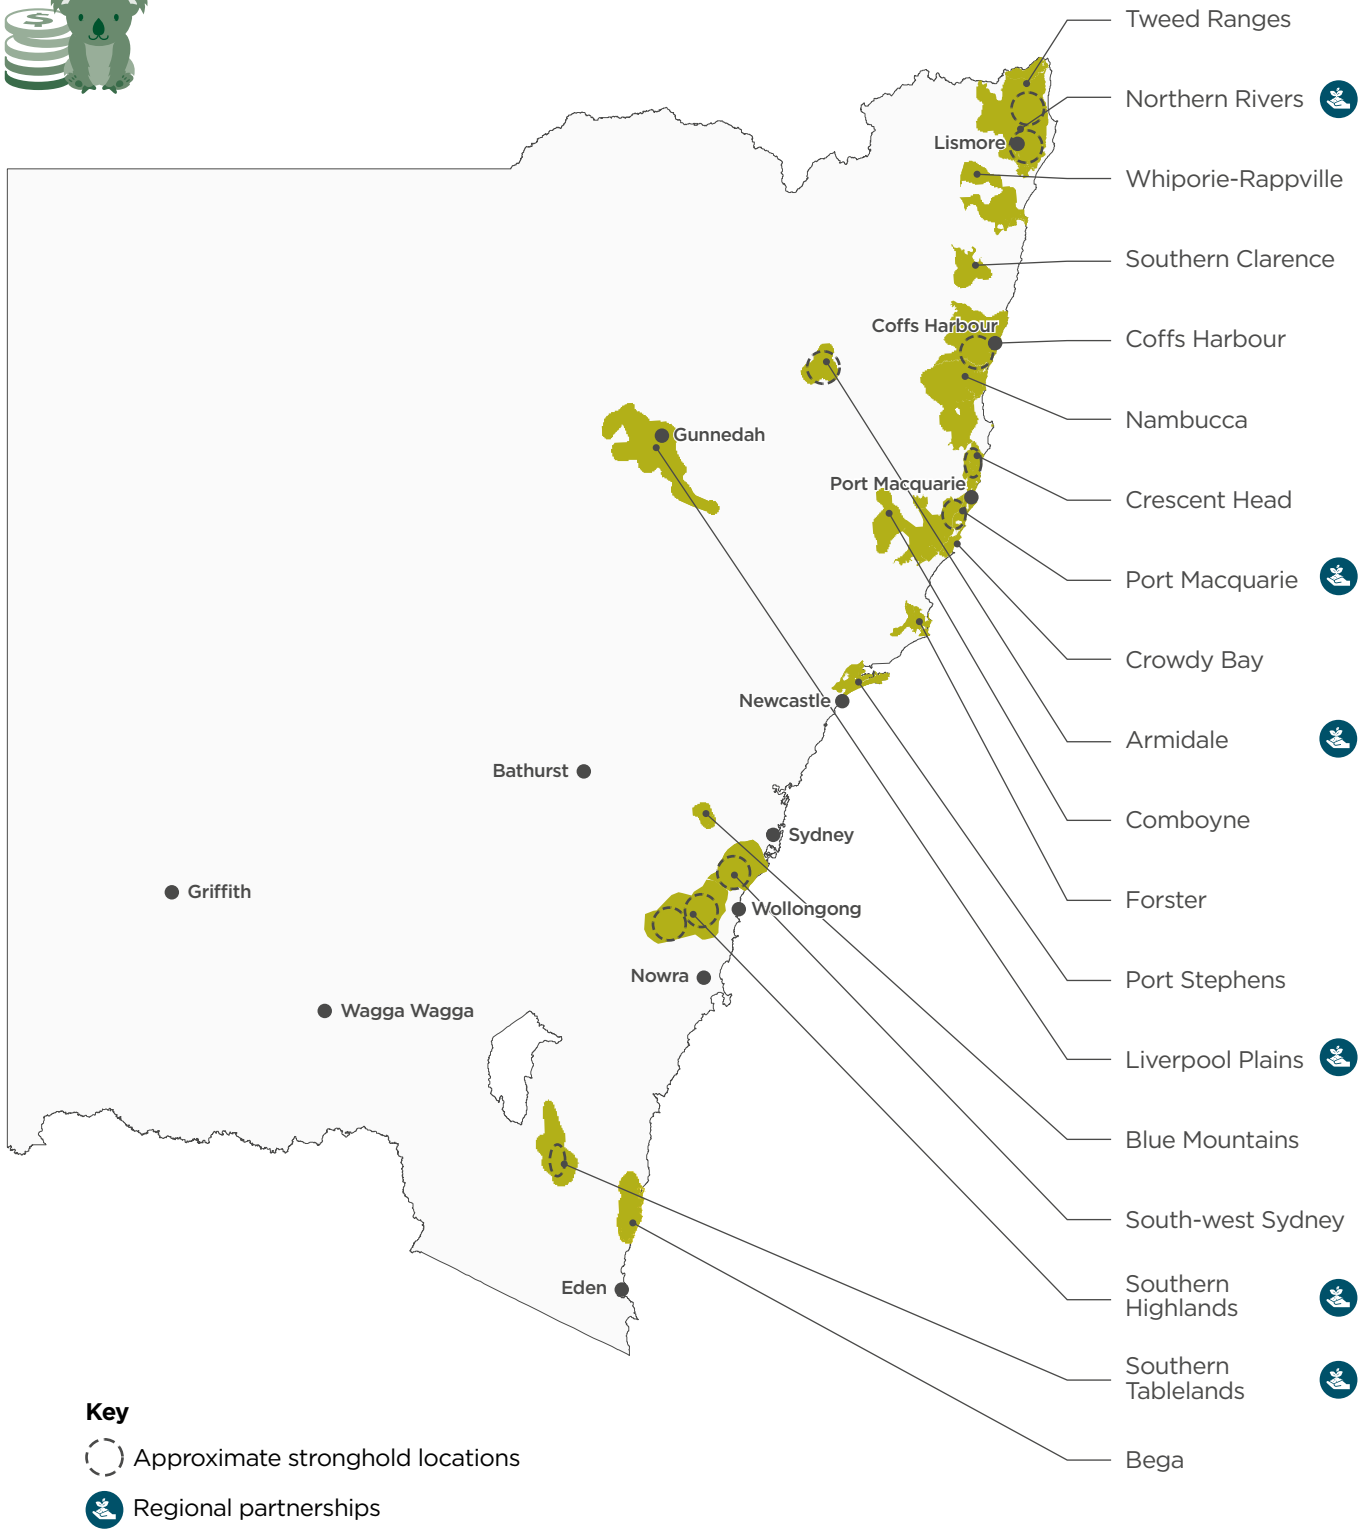 $
Tweed Ranges
Northern Rivers
Lismore
Whiporie-Rappville
Southern Clarence
Coffs Harbour
Coffs Harbour
Nambucca
Gunnedah
Port Macquarie
Crescent Head
Port Macquarie
Crowdy Bay
Newcastle
Armidale
Bathurst
Comboyne
Sydney
Griffith
Forster
Wollongong
Nowra
Port Stephens
Wagga Wagga
Liverpool Plains
Blue Mountains
South-west Sydney
Eden
Southern
Highlands
Southern
Tablelands
Bega
Key
Approximate stronghold locations
Regional partnerships